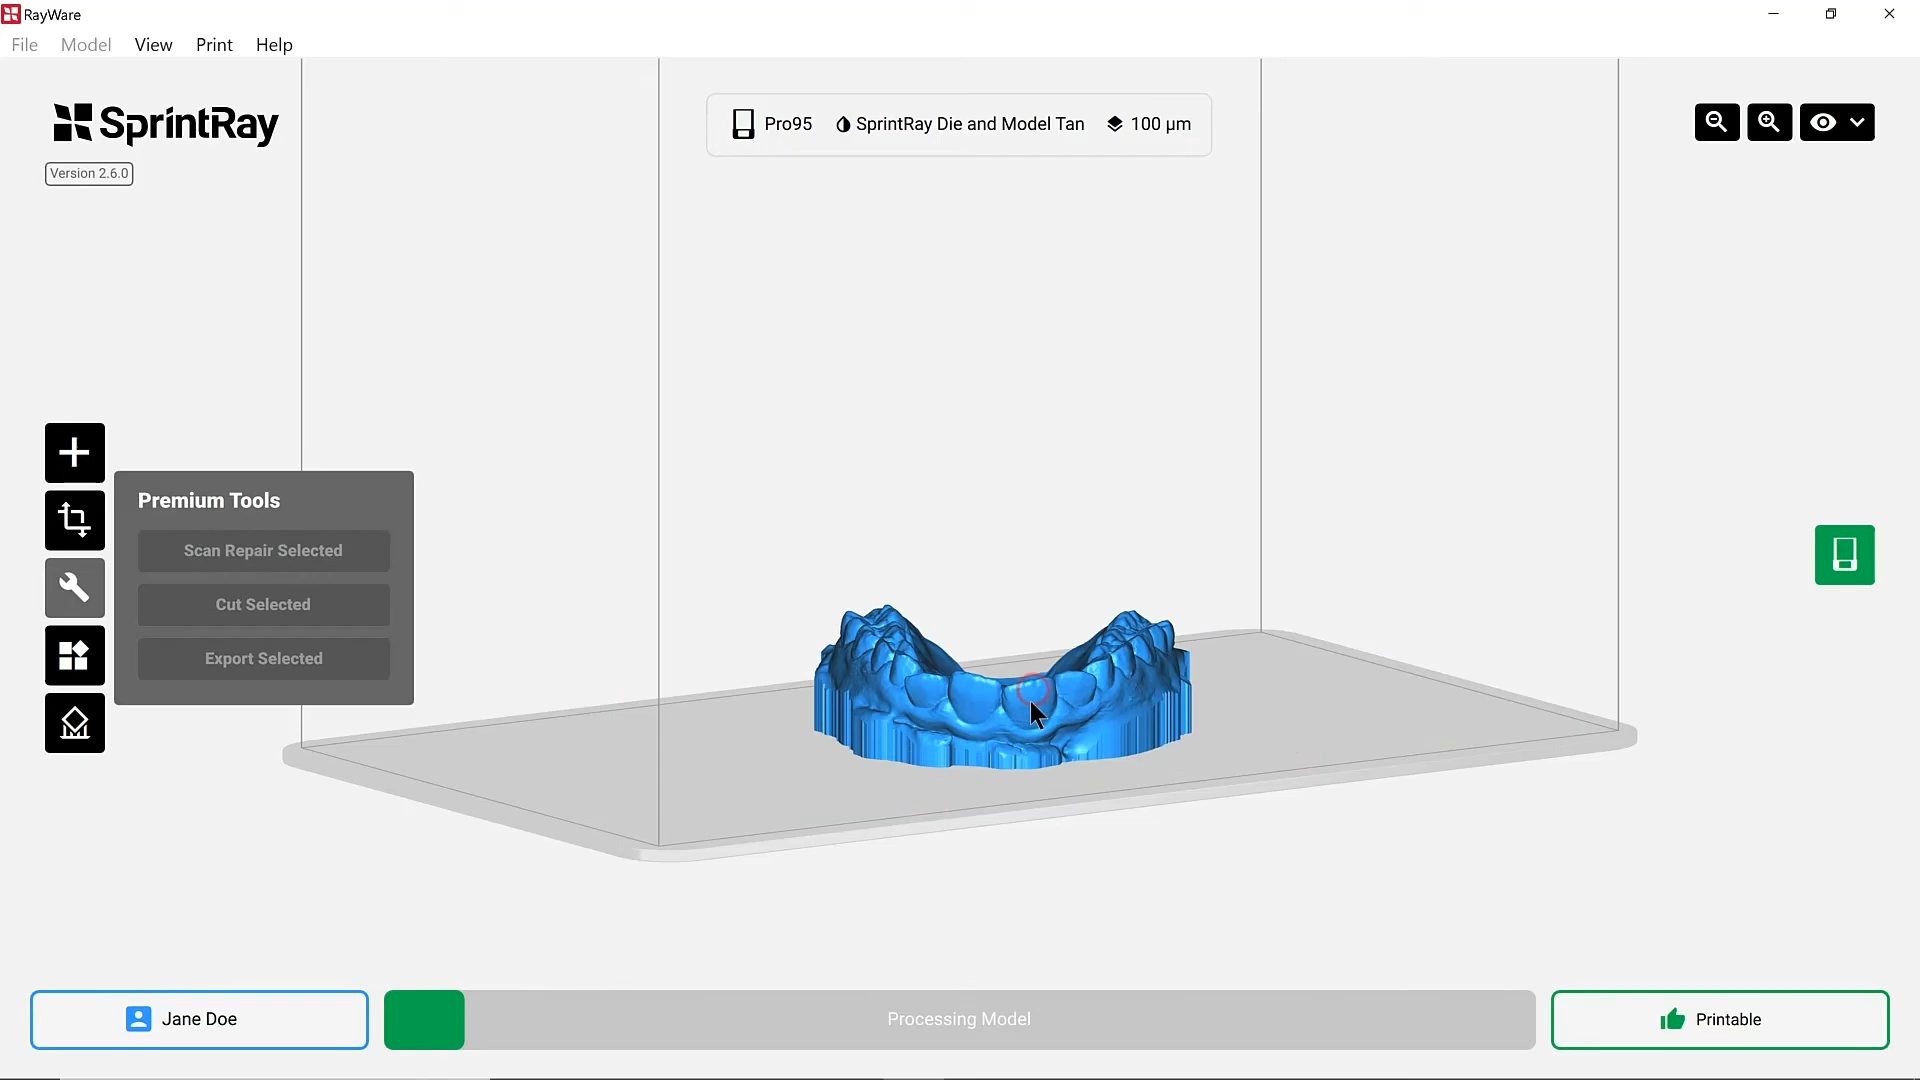 RayWare
File Model View Print Help
SprintRay
Version 2.6.0
Pro95 SprintRay Die and Model Tan 100 µm
Premium Tools
Scan Repair Selected
Cut Selected
Export Selected
Jane Doe
Processing Model
Printable